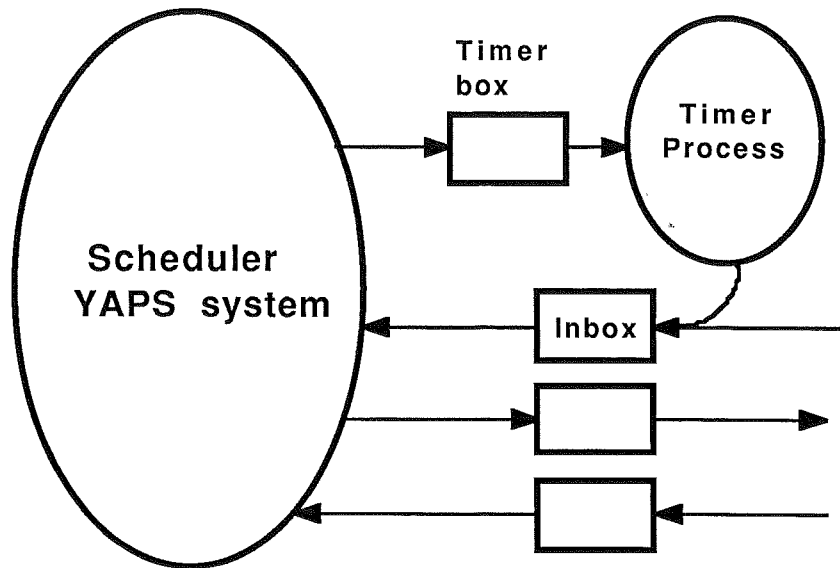 Timer
box
Timer
Process
Scheduler
YAPS system
Inbox